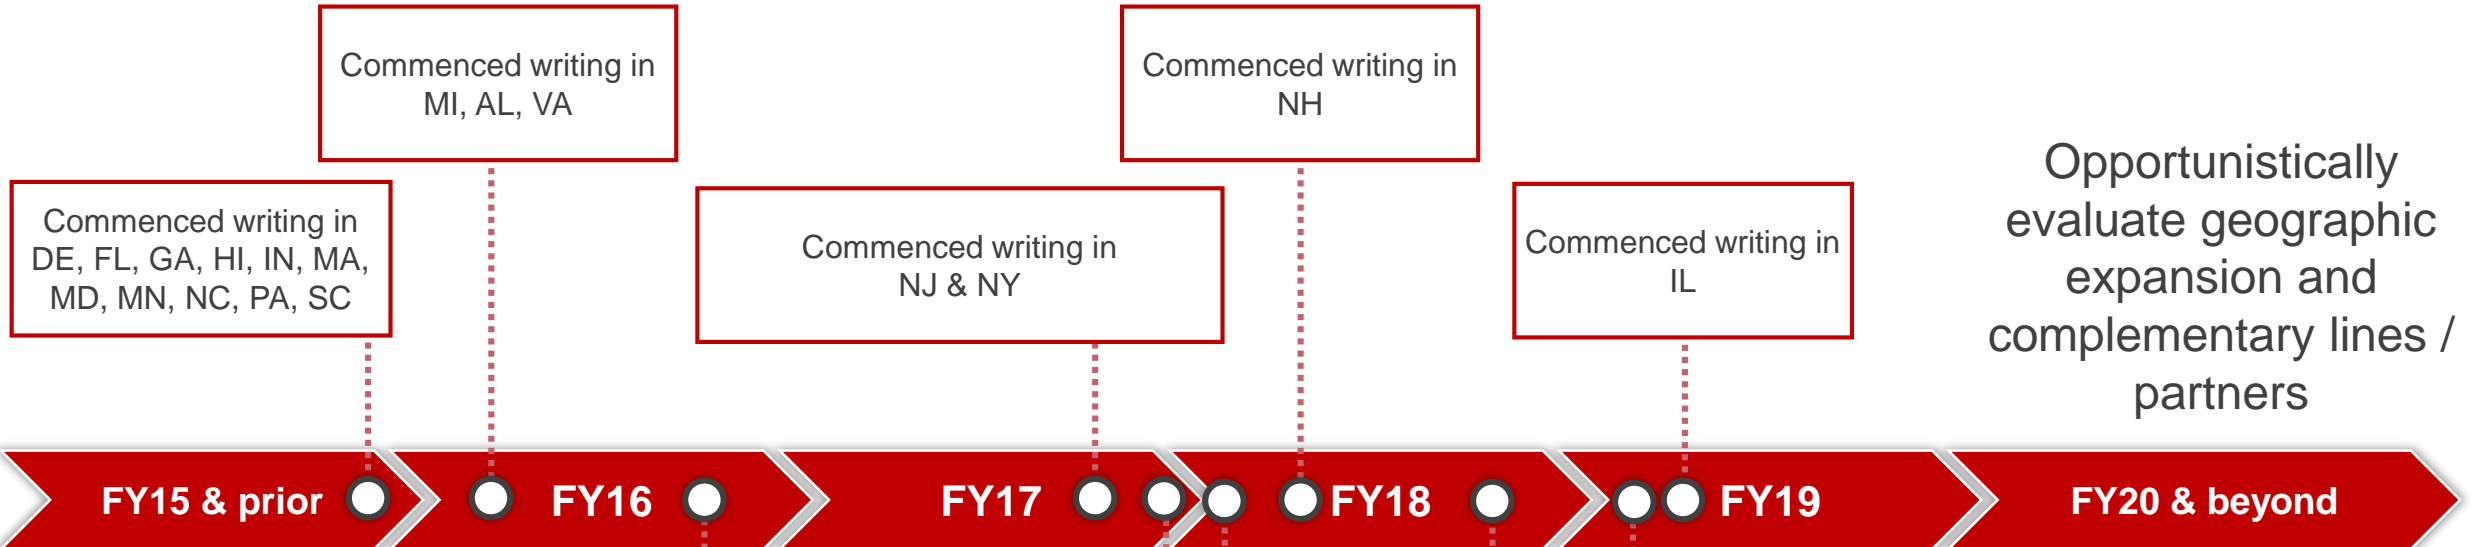 Commenced writing in
DE, FL, GA, HI, IN, MA,
MD, MN, NC, PA, SC
Commenced writing in
MI, AL, VA
Commenced writing in
NJ & NY
Commenced writing in
NH
Commenced writing in
IL
Opportunistically
evaluate geographic
expansion and
complementary lines /
partners
FY15 & prior
FY16
FY17
FY18
FY19
FY20 & beyond